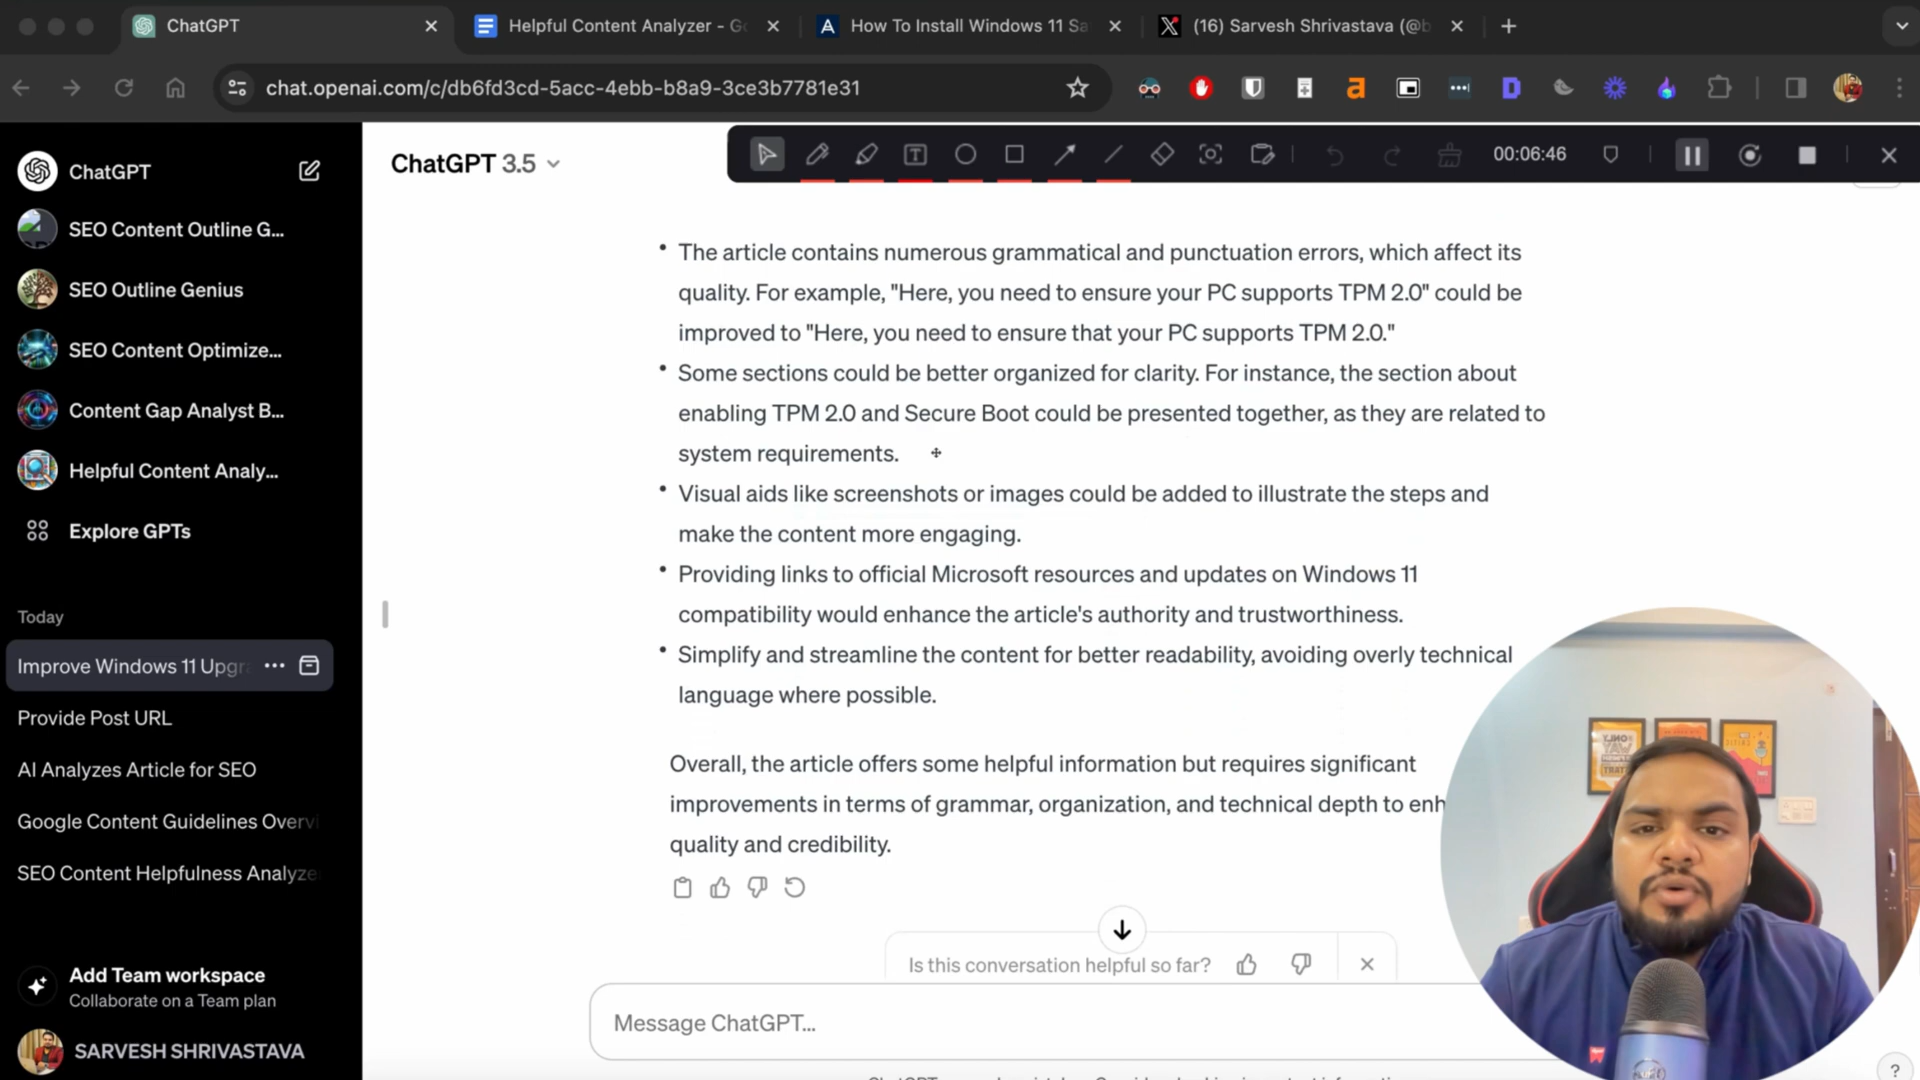 ChatGPT
Helpful Content Analyzer - Go
How To Install Windows 11 Sa
(16) Sarvesh Shrivastava (@b
chat.openai.com/c/db6fd3cd-5acc-4ebb-b8a9-3ce3b7781e31
ChatGPT
ChatGPT 3.5
00:06:46
SEO Content Outline G...
SEO Outline Genius
SEO Content Optimize...
Content Gap Analyst B...
Helpful Content Analy...
Explore GPTs
Today
Improve Windows 11 Upgra
Provide Post URL
AI Analyzes Article for SEO
Google Content Guidelines Overvi
SEO Content Helpfulness Analyze
Add Team workspace
Collaborate on a Team plan
SARVESH SHRIVASTAVA
• The article contains numerous grammatical and punctuation errors, which affect its
quality. For example, "Here, you need to ensure your PC supports TPM 2.0" could be
improved to "Here, you need to ensure that your PC supports TPM 2.0."
• Some sections could be better organized for clarity. For instance, the section about
enabling TPM 2.0 and Secure Boot could be presented together, as they are related to
system requirements.
• Visual aids like screenshots or images could be added to illustrate the steps and
make the content more engaging.
• Providing links to official Microsoft resources and updates on Windows 11
compatibility would enhance the article's authority and trustworthiness.
• Simplify and streamline the content for better readability, avoiding overly technical
language where possible.
Overall, the article offers some helpful information but requires significant
improvements in terms of grammar, organization, and technical depth to enh
quality and credibility.
Is this conversation helpful so far?
Message ChatGPT...
?